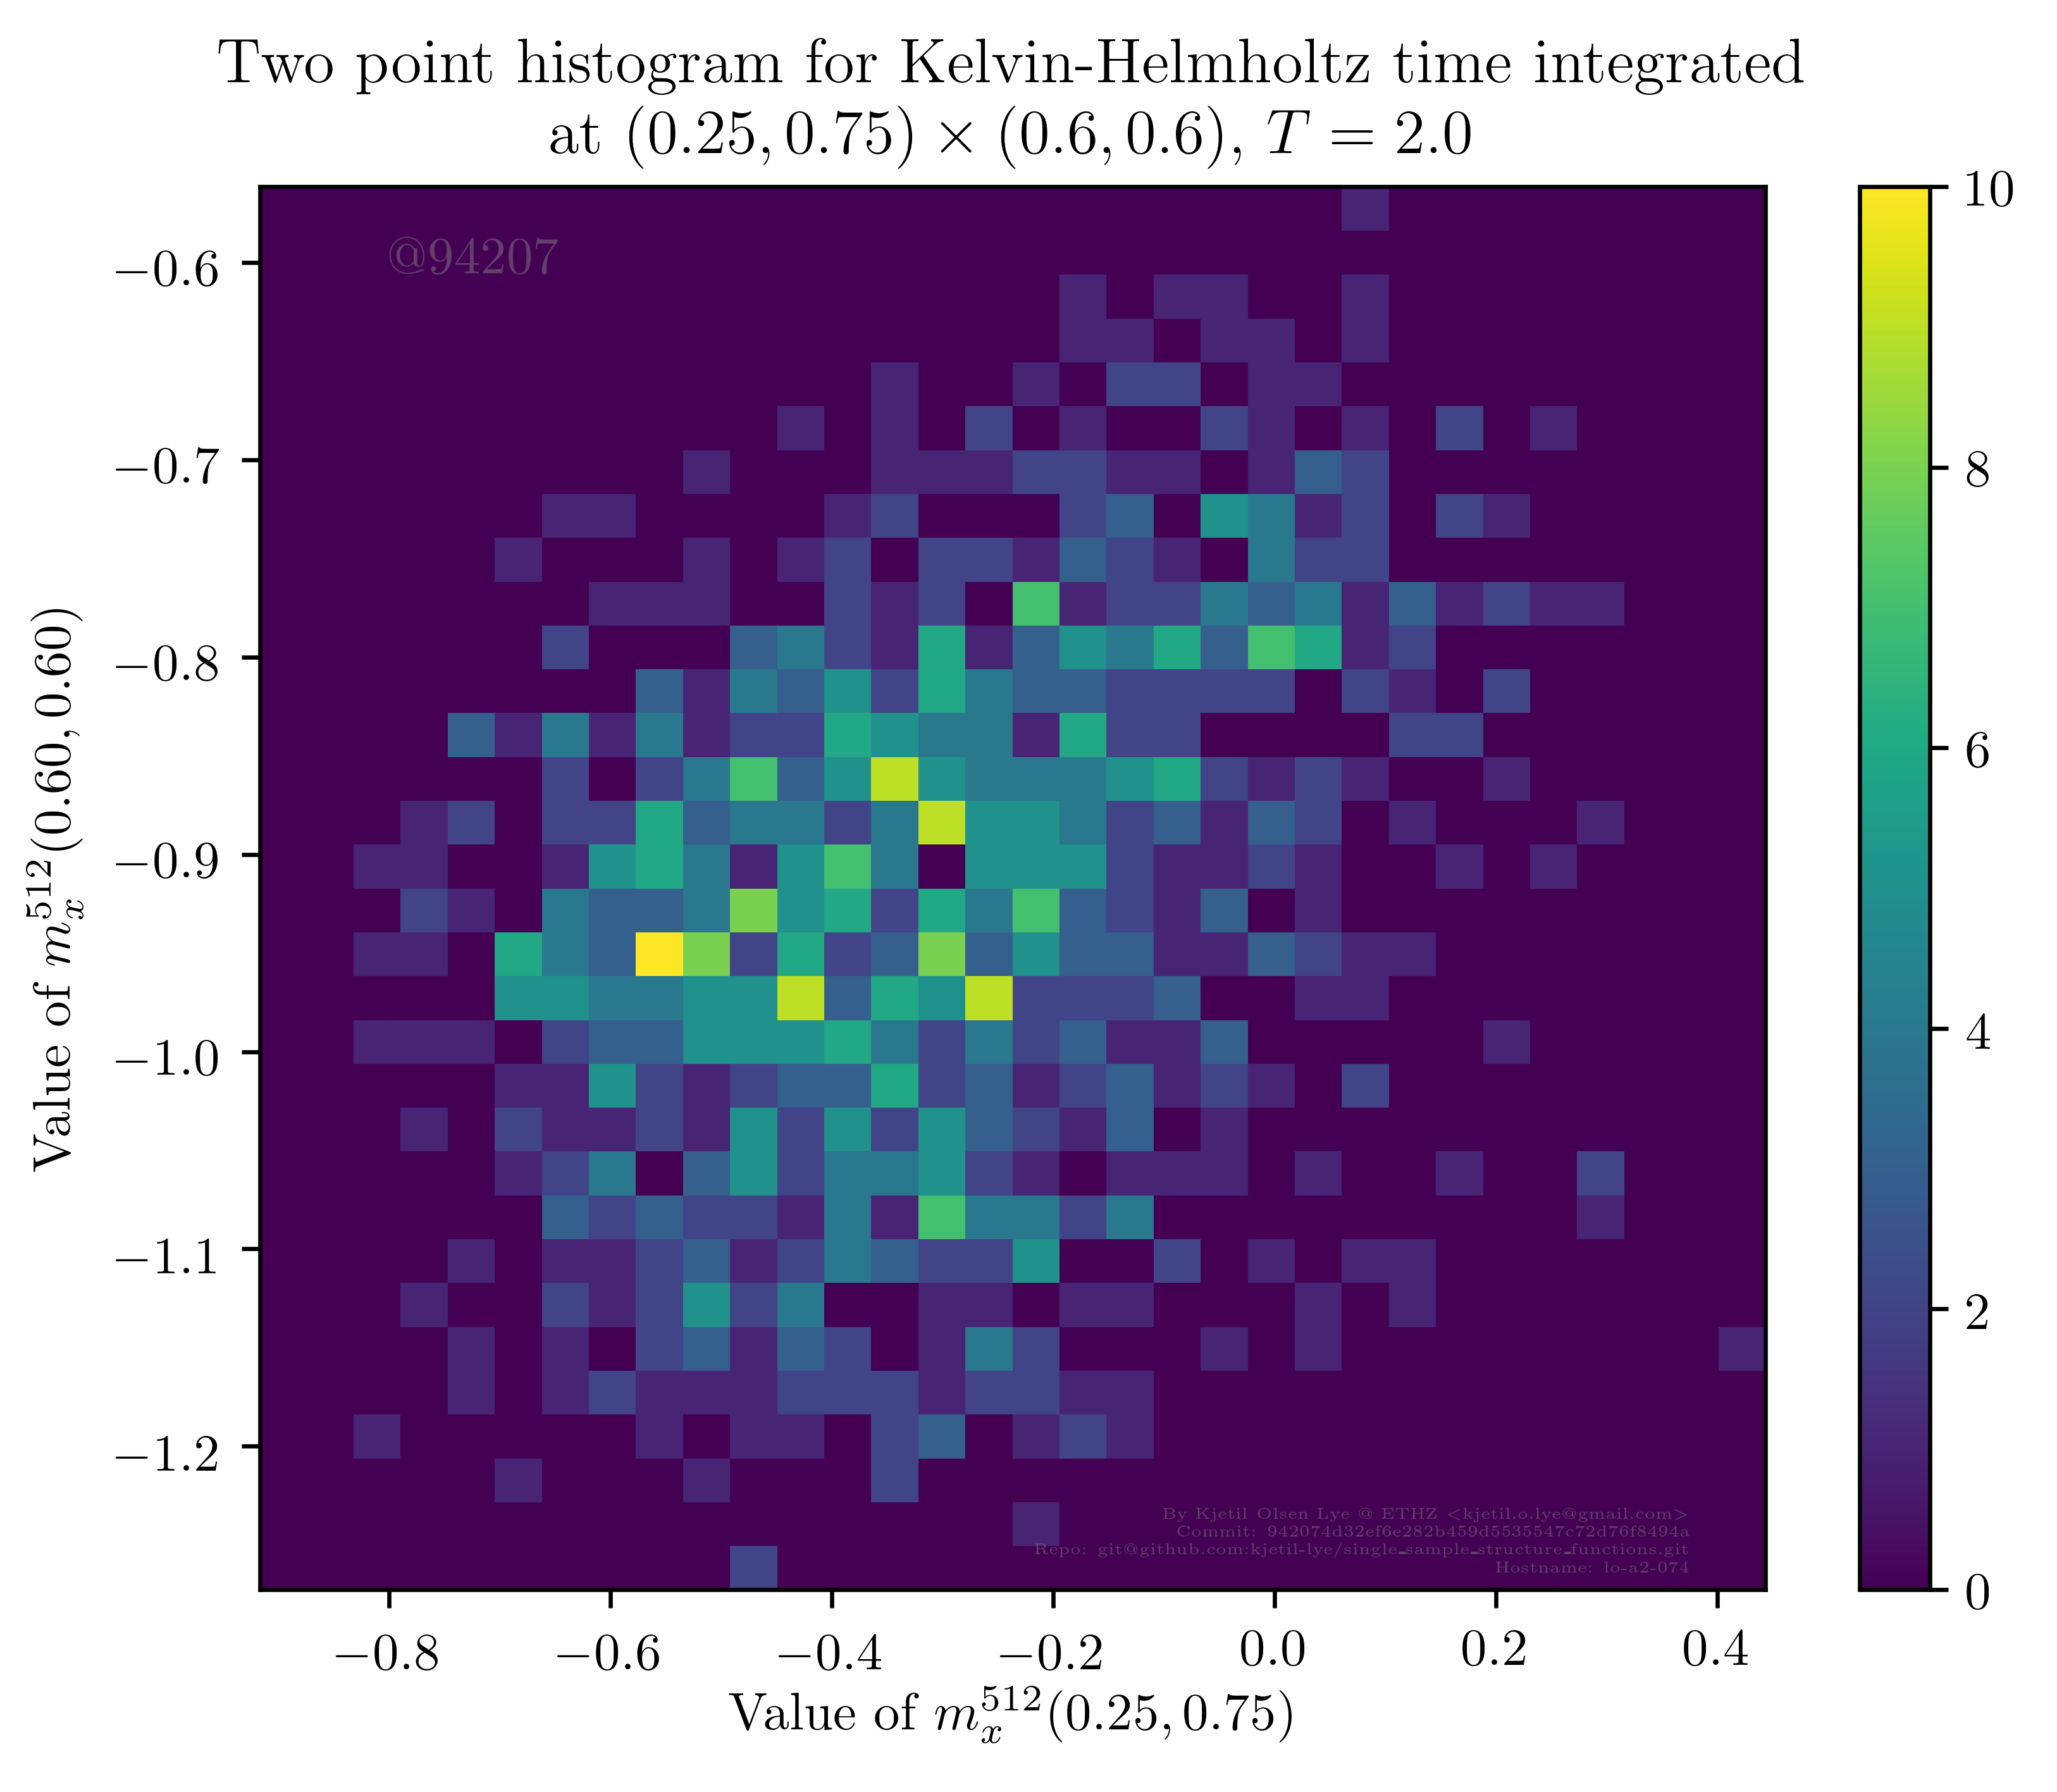 Two point histogram for Kelvin-Helmholtz time integrated
at (0.25, 0.75) × (0.6, 0.6), T = 2.0
@94207
−0.6
−0.7
−0.8
−0.9
−1.0
−1.1
−1.2
Value of m_x^512(0.60, 0.60)
−0.8
−0.6
−0.4
−0.2
0.0
0.2
0.4
Value of m_x^512(0.25, 0.75)
10
8
6
4
2
0
By Kjetil Olsen Lye @ ETHZ <kjetil.o.lye@gmail.com>
Commit: 942074d32ef6e282b459d5535547c72d76f8494a
Repo: git@github.com:kjetil-lye/single_sample_structure_functions.git
Hostname: lo-a2-074